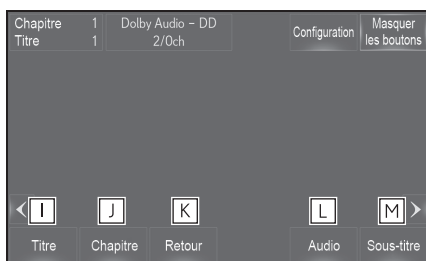 Chapitre 1
Titre 1
Dolby Audio – DD
2/0ch
Configuration
Masquer
les boutons
I
J
K
L
M
Titre
Chapitre
Retour
Audio
Sous-titre